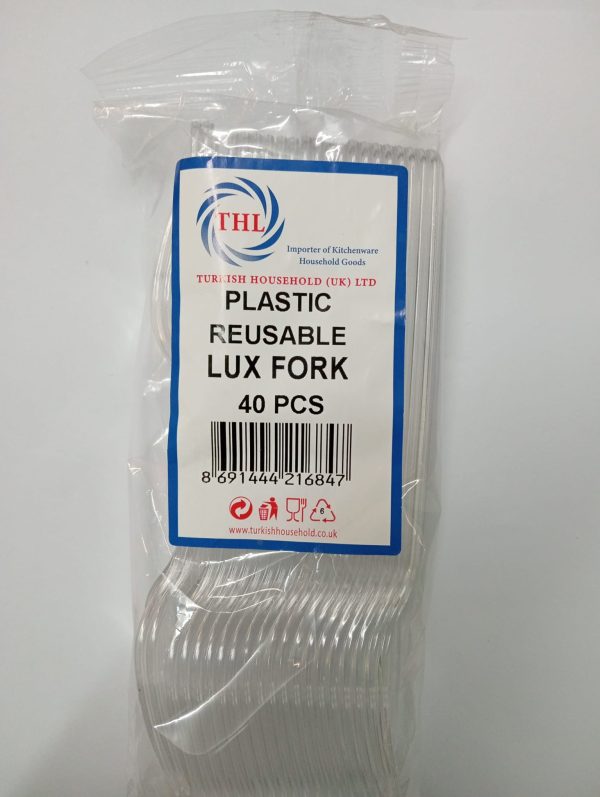 THL
Importer of Kitchenware
Household Goods
TURKISH HOUSEHOLD (UK) LTD
PLASTIC
REUSABLE
LUX FORK
40 PCS
8 691444 216847
6
www.turkishhousehold.co.uk